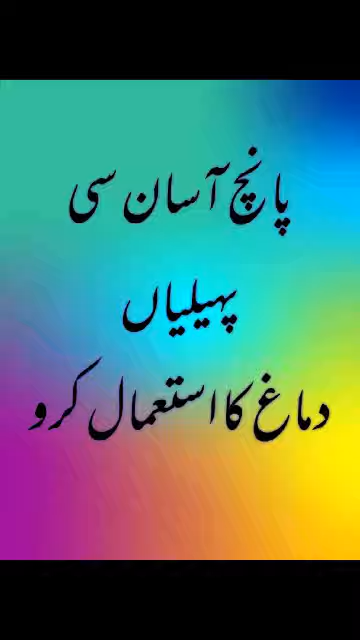 پانچ آسان سی
پہیلیاں
دماغ کا استعمال کرو